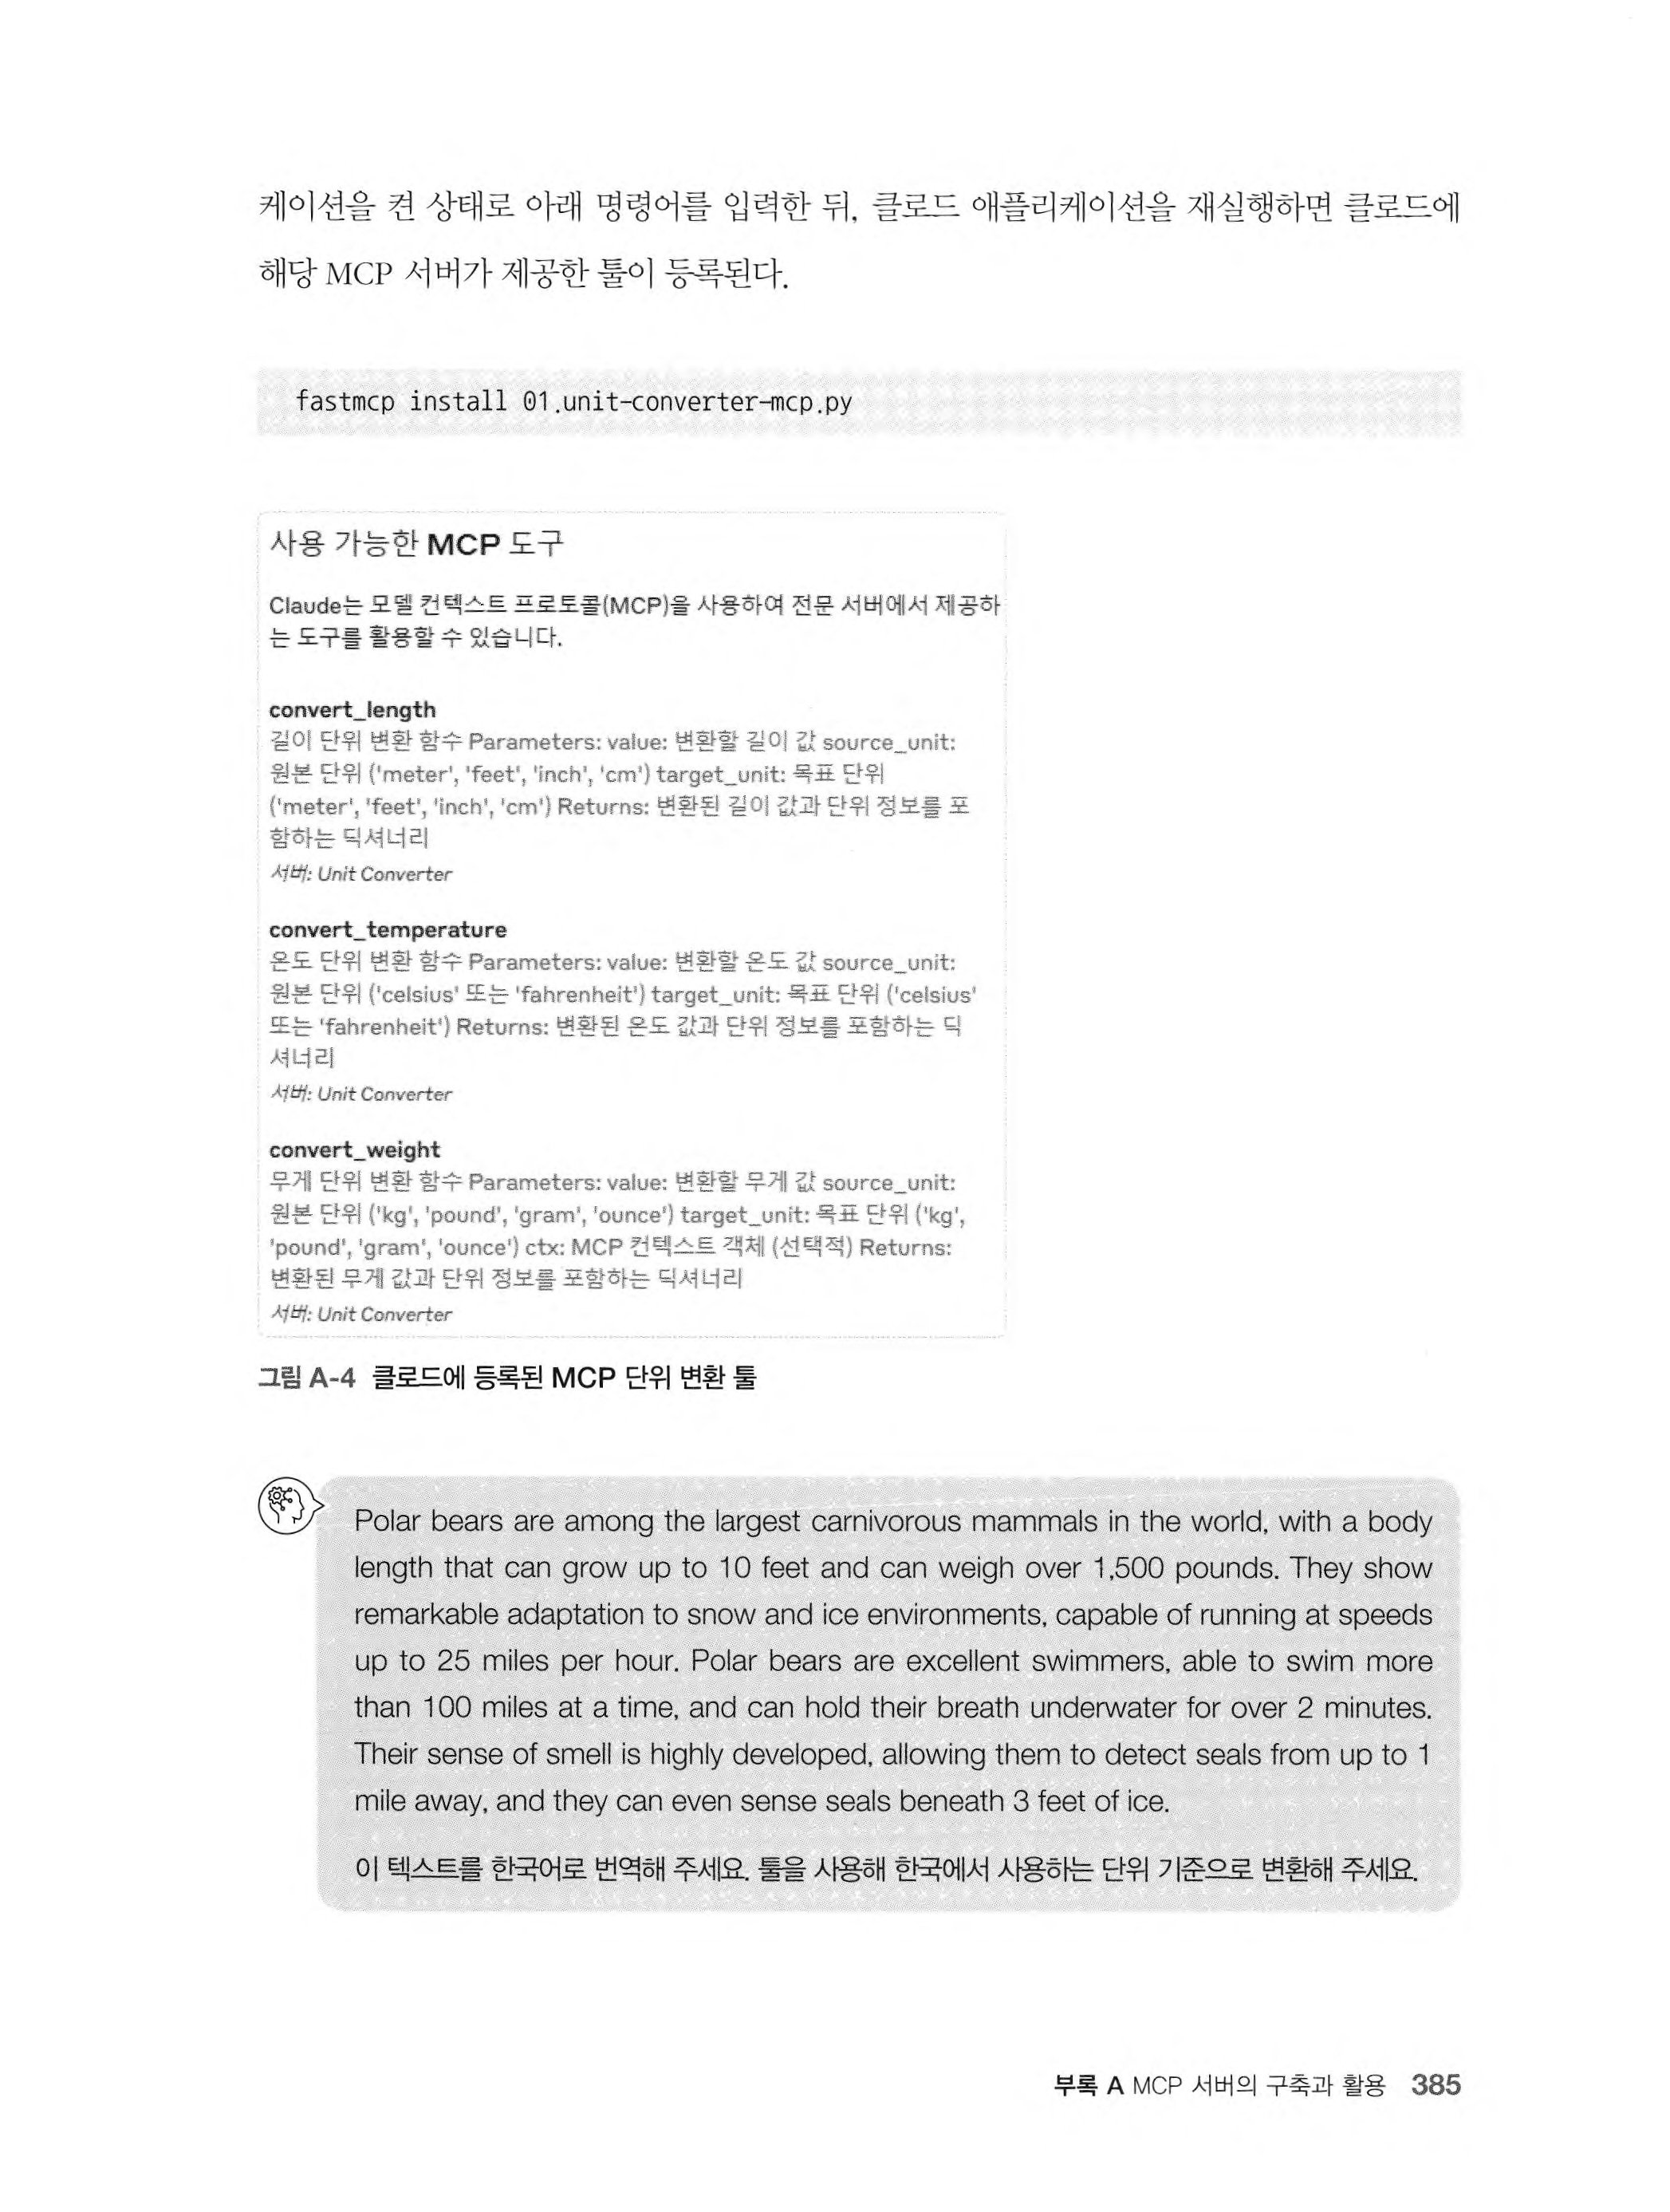 케이션을 켠 상태로 아래 명령어를 입력한 뒤, 클로드 애플리케이션을 재실행하면 클로드에
해당 MCP 서버가 제공한 툴이 등록된다.
fastmcp install 01.unit-converter-mcp.py
사용 가능한 MCP 도구
Claude는 모델 컨텍스트 프로토콜(MCP)을 사용하여 전문 서버에서 제공하
는 도구를 활용할 수 있습니다.
convert_length
길이 단위 변환 함수 Parameters: value: 변환할 길이 값 source_unit:
원본 단위 ('meter', 'feet', 'inch', 'cm') target_unit: 목표 단위
('meter', 'feet', 'inch', 'cm') Returns: 변환된 길이 값과 단위 정보를 포
함하는 딕셔너리
서버: Unit Converter
convert_temperature
온도 단위 변환 함수 Parameters: value: 변환할 온도 값 source_unit:
원본 단위 ('celsius' 또는 'fahrenheit') target_unit: 목표 단위 ('celsius'
또는 'fahrenheit') Returns: 변환된 온도 값과 단위 정보를 포함하는 딕
셔너리
서버: Unit Converter
convert_weight
무게 단위 변환 함수 Parameters: value: 변환할 무게 값 source_unit:
원본 단위 ('kg', 'pound', 'gram', 'ounce') target_unit: 목표 단위 ('kg',
'pound', 'gram', 'ounce') ctx: MCP 컨텍스트 객체 (선택적) Returns:
변환된 무게 값과 단위 정보를 포함하는 딕셔너리
서버: Unit Converter
그림 A-4 클로드에 등록된 MCP 단위 변환 툴
Polar bears are among the largest carnivorous mammals in the world, with a body
length that can grow up to 10 feet and can weigh over 1,500 pounds. They show
remarkable adaptation to snow and ice environments, capable of running at speeds
up to 25 miles per hour. Polar bears are excellent swimmers, able to swim more
than 100 miles at a time, and can hold their breath underwater for over 2 minutes.
Their sense of smell is highly developed, allowing them to detect seals from up to 1
mile away, and they can even sense seals beneath 3 feet of ice.
이 텍스트를 한국어로 번역해 주세요. 툴을 사용해 한국에서 사용하는 단위 기준으로 변환해 주세요.
부록 A MCP 서버의 구축과 활용 385